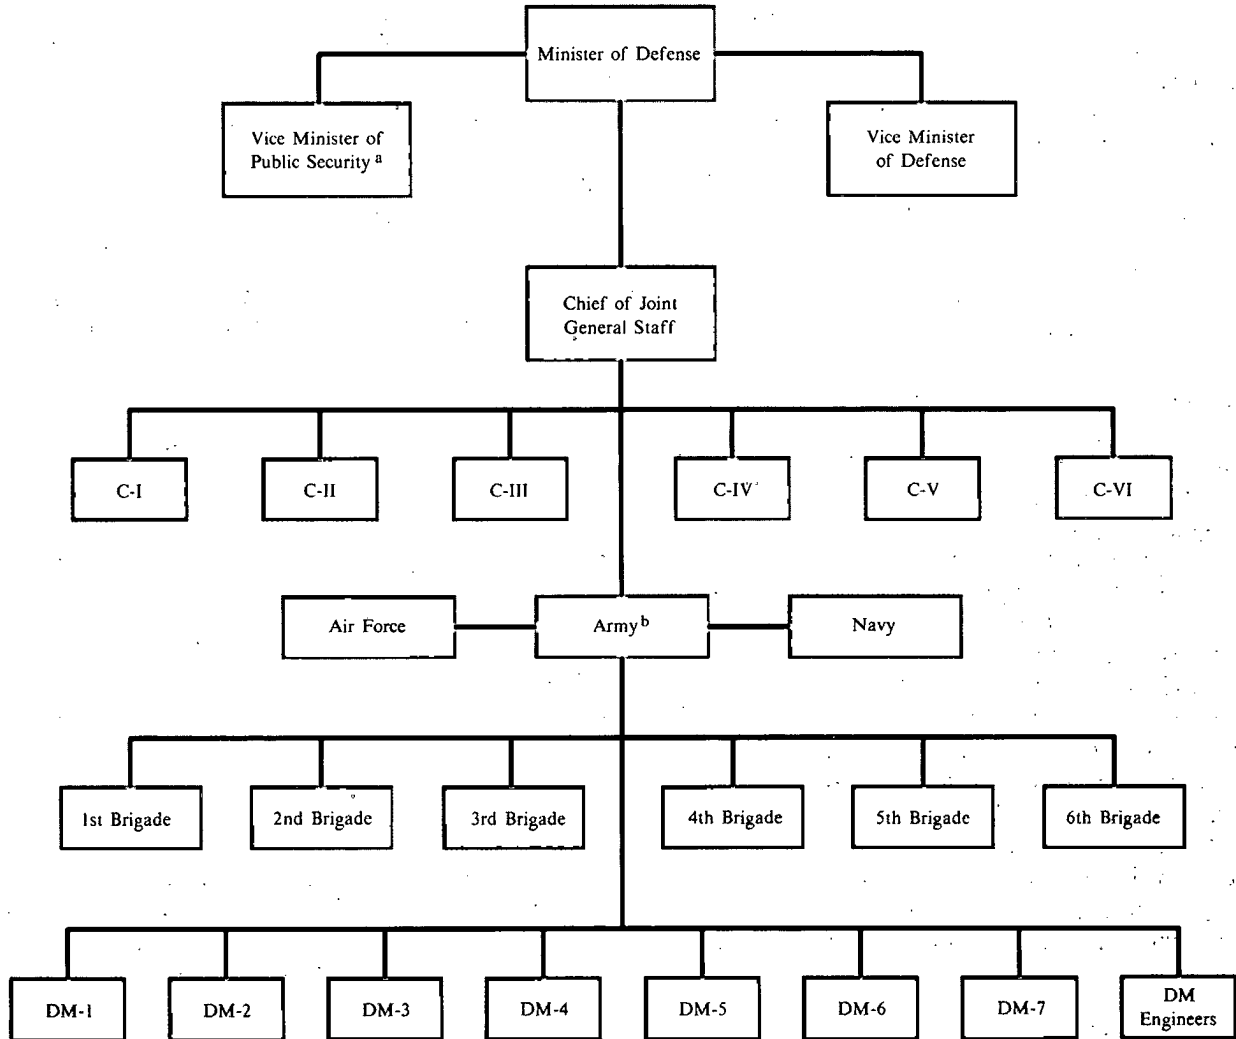 Minister of Defense
Vice Minister of
Public Security a
Vice Minister
of Defense
Chief of Joint
General Staff
C-I
C-II
C-III
C-IV
C-V
C-VI
Air Force
Army b
Navy
1st Brigade
2nd Brigade
3rd Brigade
4th Brigade
5th Brigade
6th Brigade
DM-1
DM-2
DM-3
DM-4
DM-5
DM-6
DM-7
DM
Engineers